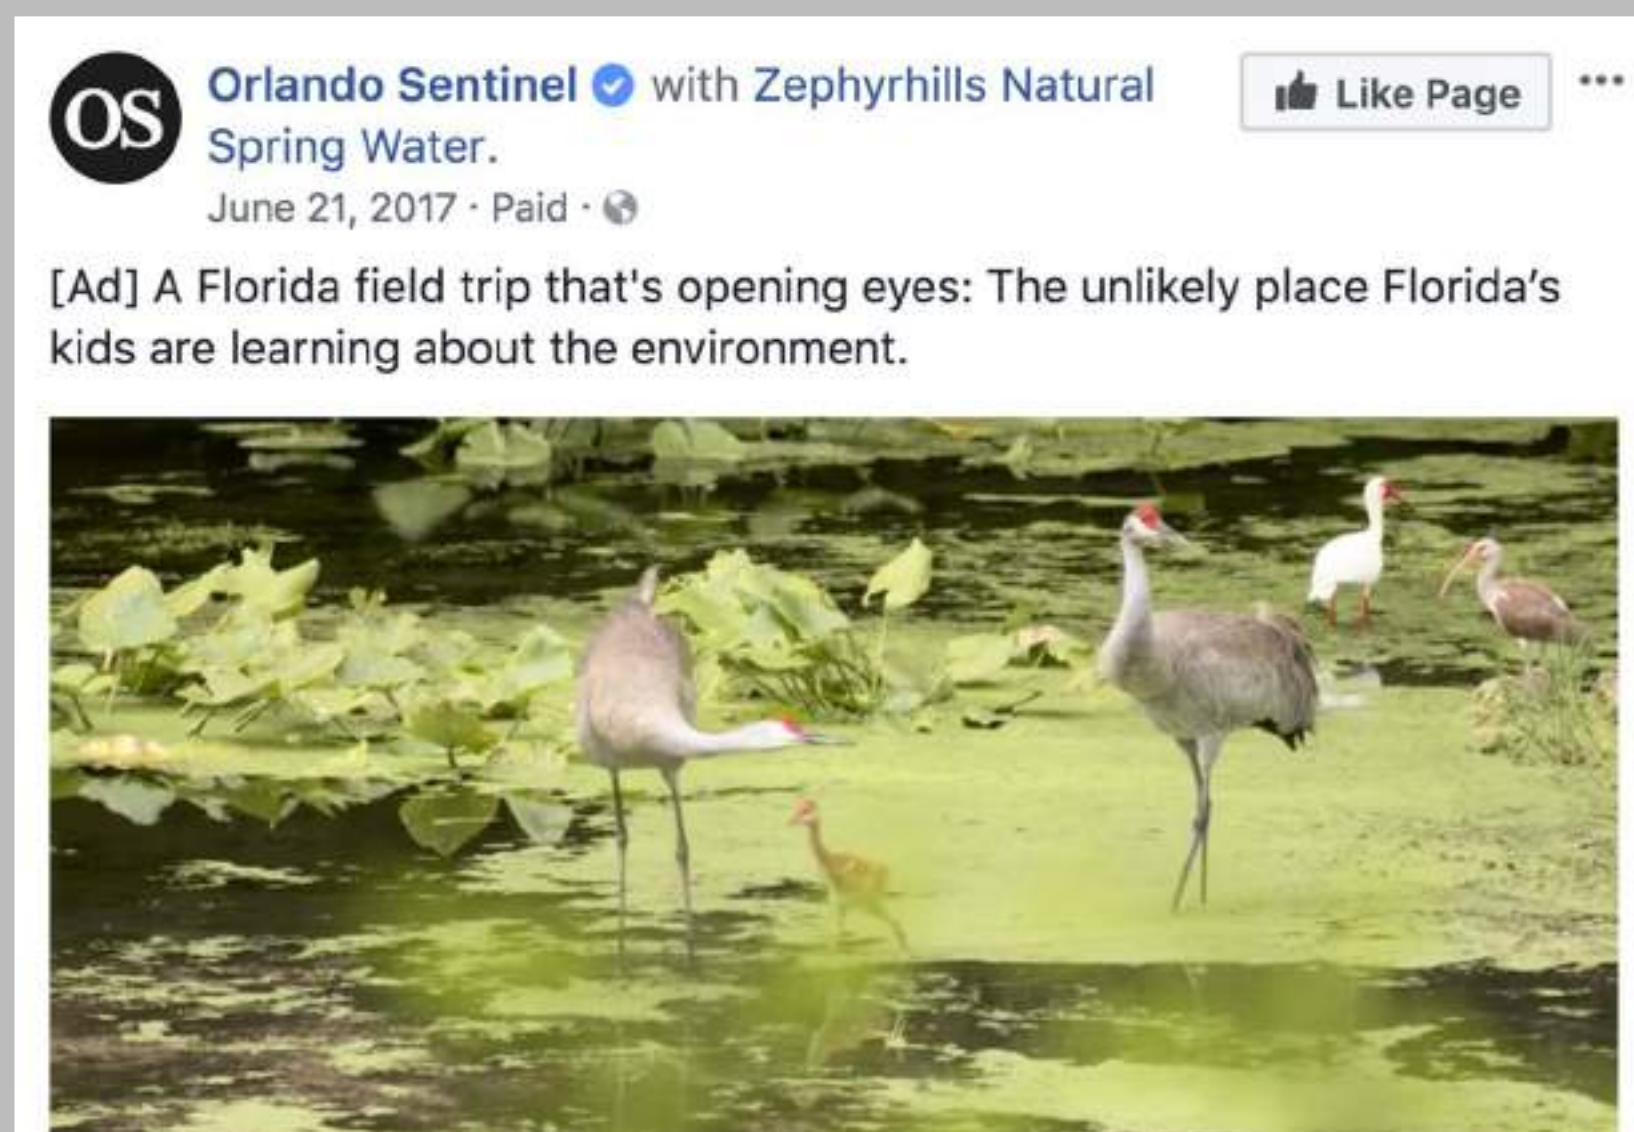 OS
Orlando Sentinel with Zephyrhills Natural
Spring Water.
Like Page
June 21, 2017 · Paid ·
[Ad] A Florida field trip that's opening eyes: The unlikely place Florida’s
kids are learning about the environment.